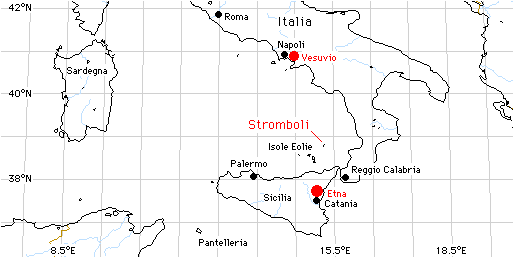 42°N
Roma
Italia
Napoli
Vesuvio
Sardegna
40°N
Stromboli
Isole Eolie
Palermo
Reggio Calabria
38°N
Etna
Sicilia
Catania
Pantelleria
8.5°E
15.5°E
18.5°E